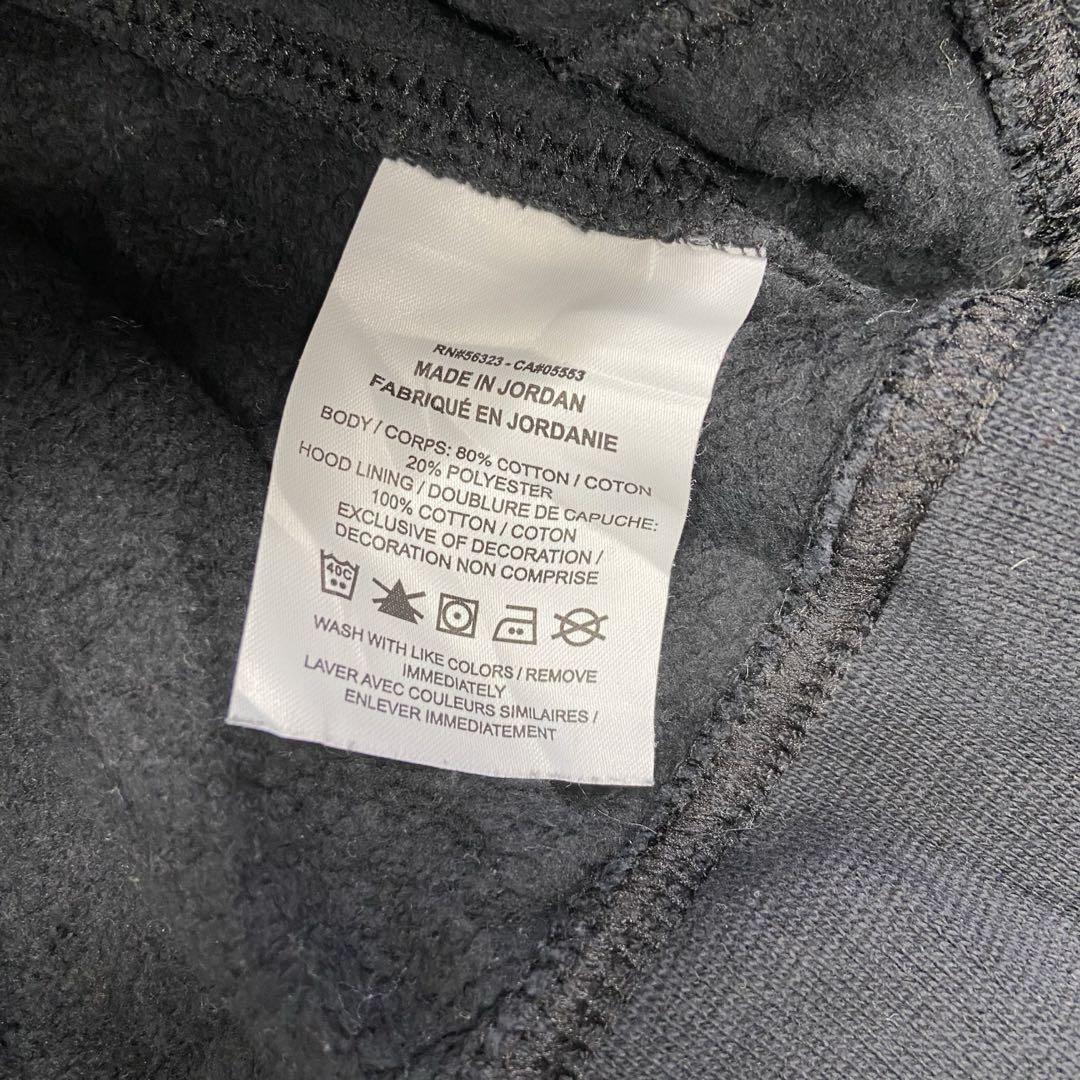 RN#56323 - CA#05553
MADE IN JORDAN
FABRIQUÉ EN JORDANIE
BODY / CORPS: 80% COTTON / COTON
20% POLYESTER
HOOD LINING / DOUBLURE DE CAPUCHE:
100% COTTON / COTON
EXCLUSIVE OF DECORATION /
DECORATION NON COMPRISE
40C
WASH WITH LIKE COLORS / REMOVE
IMMEDIATELY
LAVER AVEC COULEURS SIMILAIRES /
ENLEVER IMMEDIATEMENT